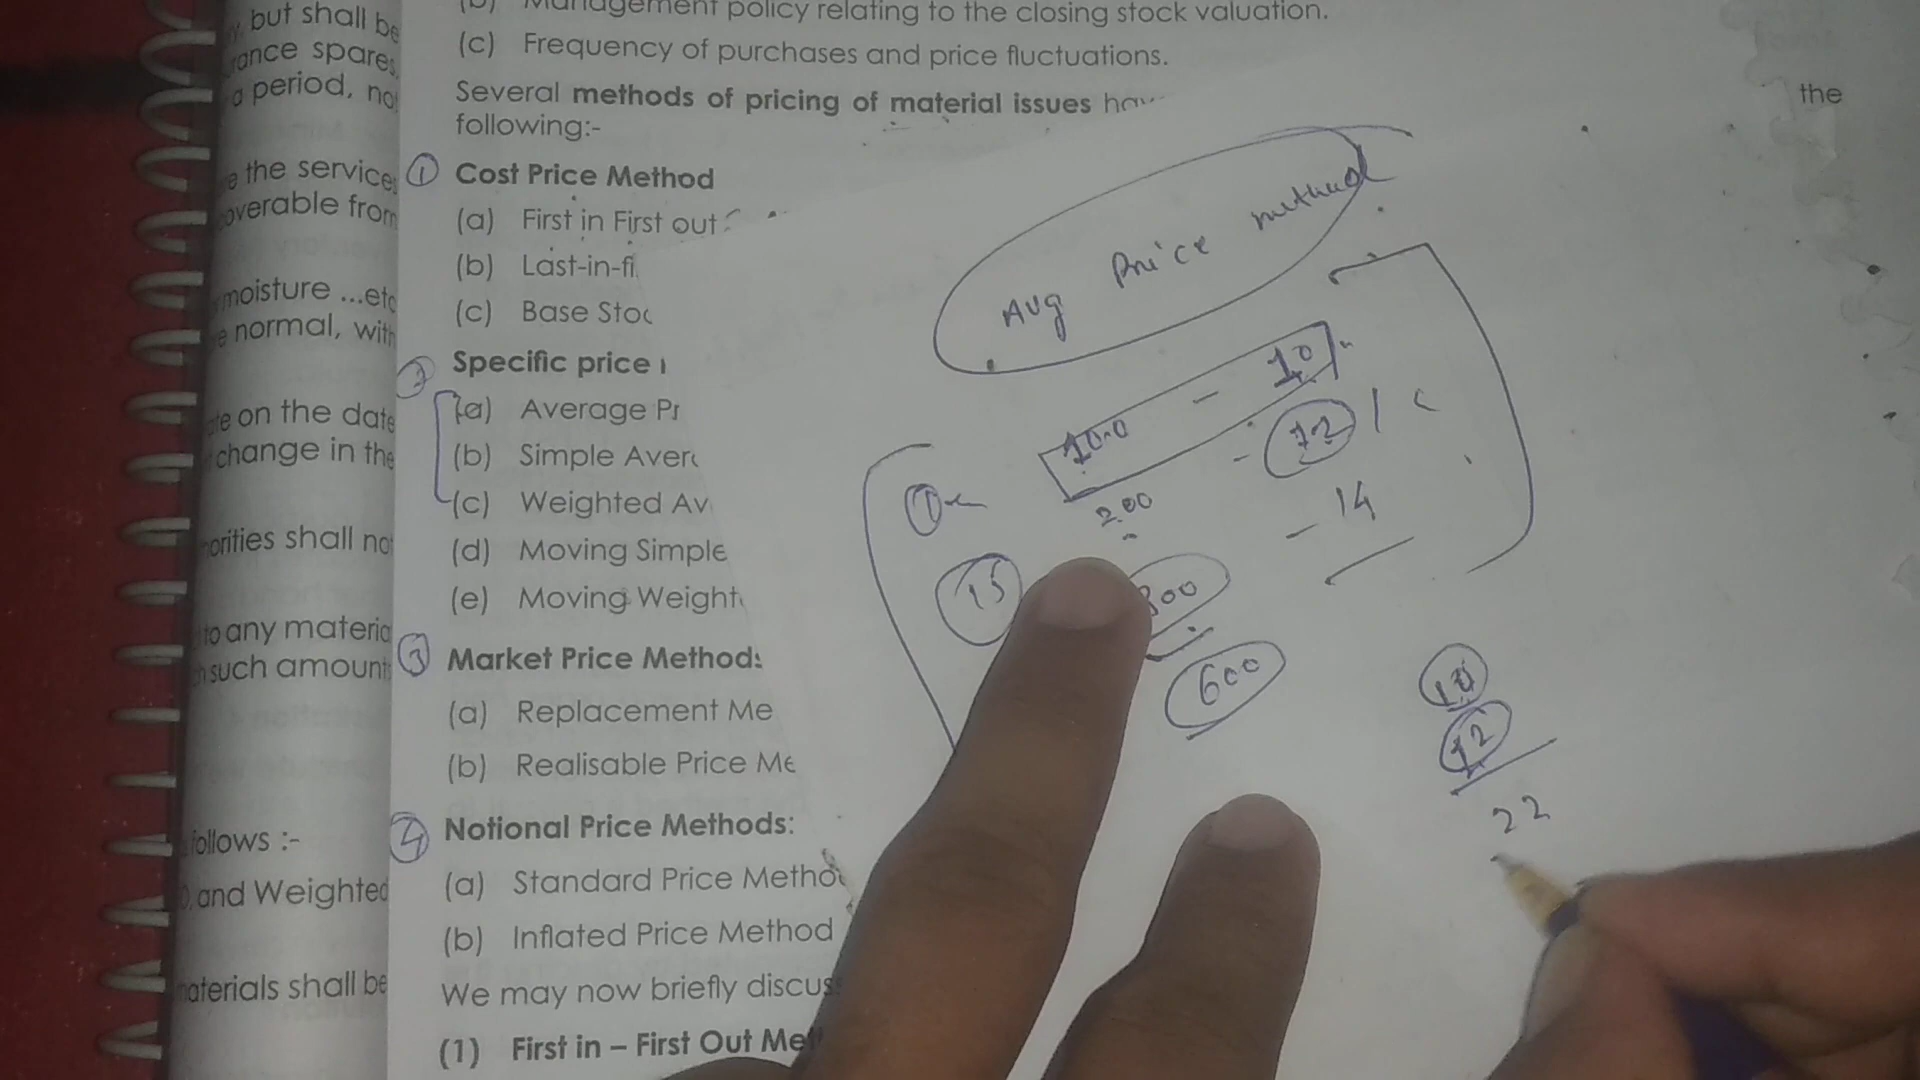 but shall be
ance spares
a period, no
the service
overable from
moisture ...etc
e normal, with
te on the date
change in the
orities shall no
to any materia
such amount
follows :-
and Weighted
aterials shall be
(b) Management policy relating to the closing stock valuation.
(c) Frequency of purchases and price fluctuations.
Several methods of pricing of material issues hav
the
following:-
① Cost Price Method
(a) First in First out
(b) Last-in-fi
(c) Base Stoc
2 Specific price
(a) Average Pr
(b) Simple Aver
(c) Weighted Av
(d) Moving Simple
(e) Moving Weight
③ Market Price Methods
(a) Replacement Me
(b) Realisable Price Me
④ Notional Price Methods:
(a) Standard Price Metho
(b) Inflated Price Method
We may now briefly discus
(1) First in – First Out Me
Avg Price method
100 - 10
200 - 12
300 - 14
600
15
10
12
22